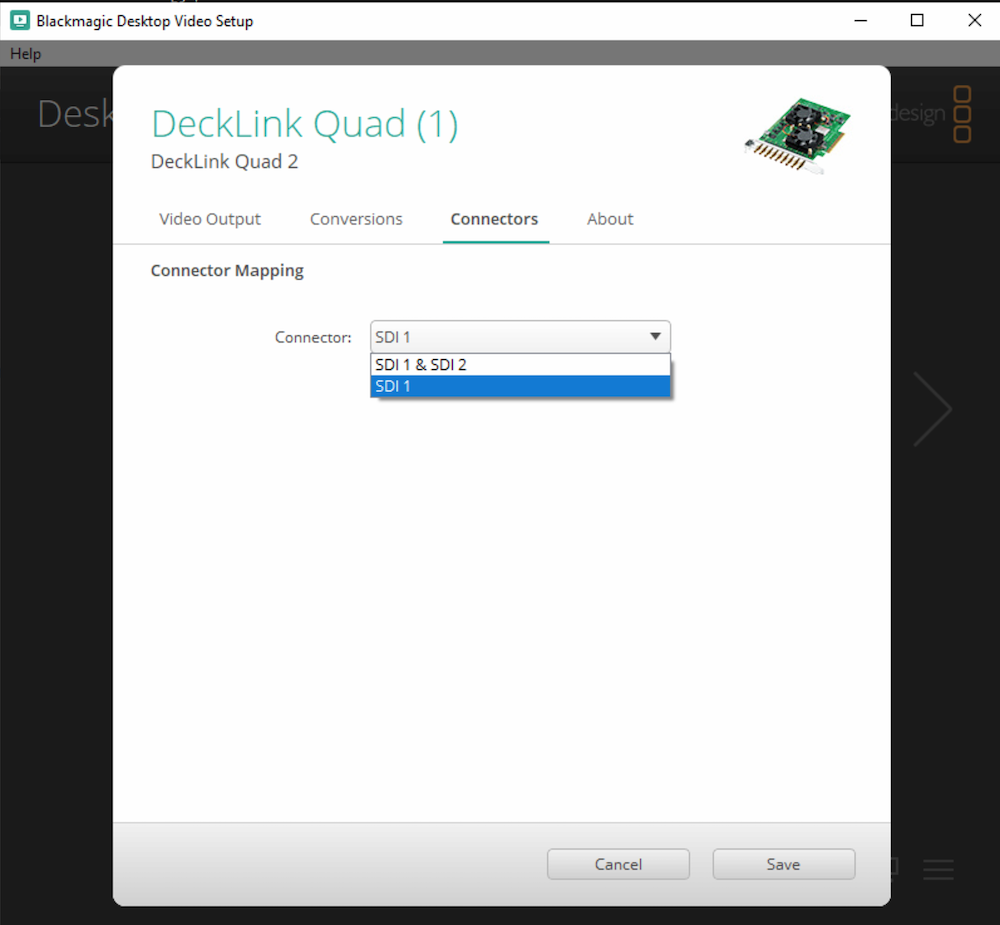 Blackmagic Desktop Video Setup
Help
Desk
design
DeckLink Quad (1)
DeckLink Quad 2
Video Output Conversions Connectors About
Connector Mapping
Connector: SDI 1
SDI 1 & SDI 2
SDI 1
Cancel Save